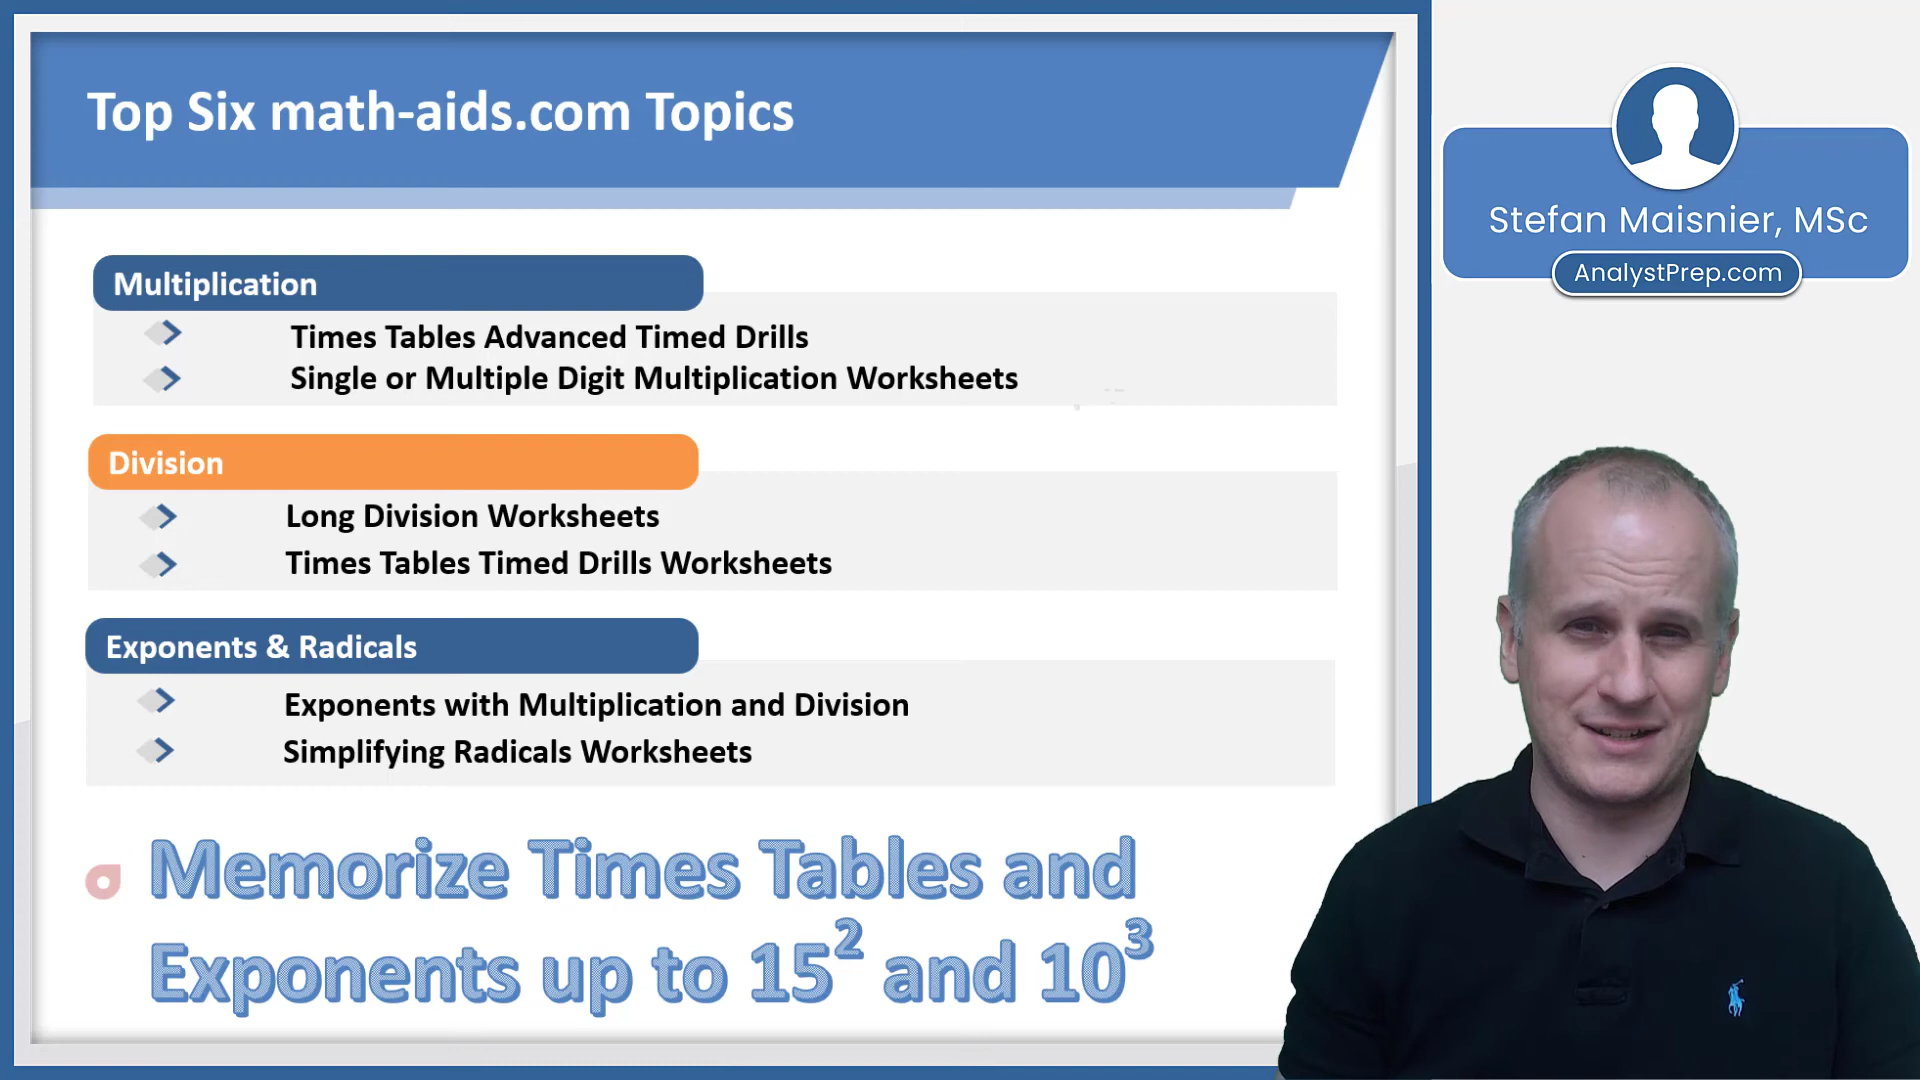 Top Six math-aids.com Topics
Multiplication
Times Tables Advanced Timed Drills
Single or Multiple Digit Multiplication Worksheets
Division
Long Division Worksheets
Times Tables Timed Drills Worksheets
Exponents & Radicals
Exponents with Multiplication and Division
Simplifying Radicals Worksheets
Memorize Times Tables and
Exponents up to 15² and 10³
Stefan Maisnier, MSc
AnalystPrep.com